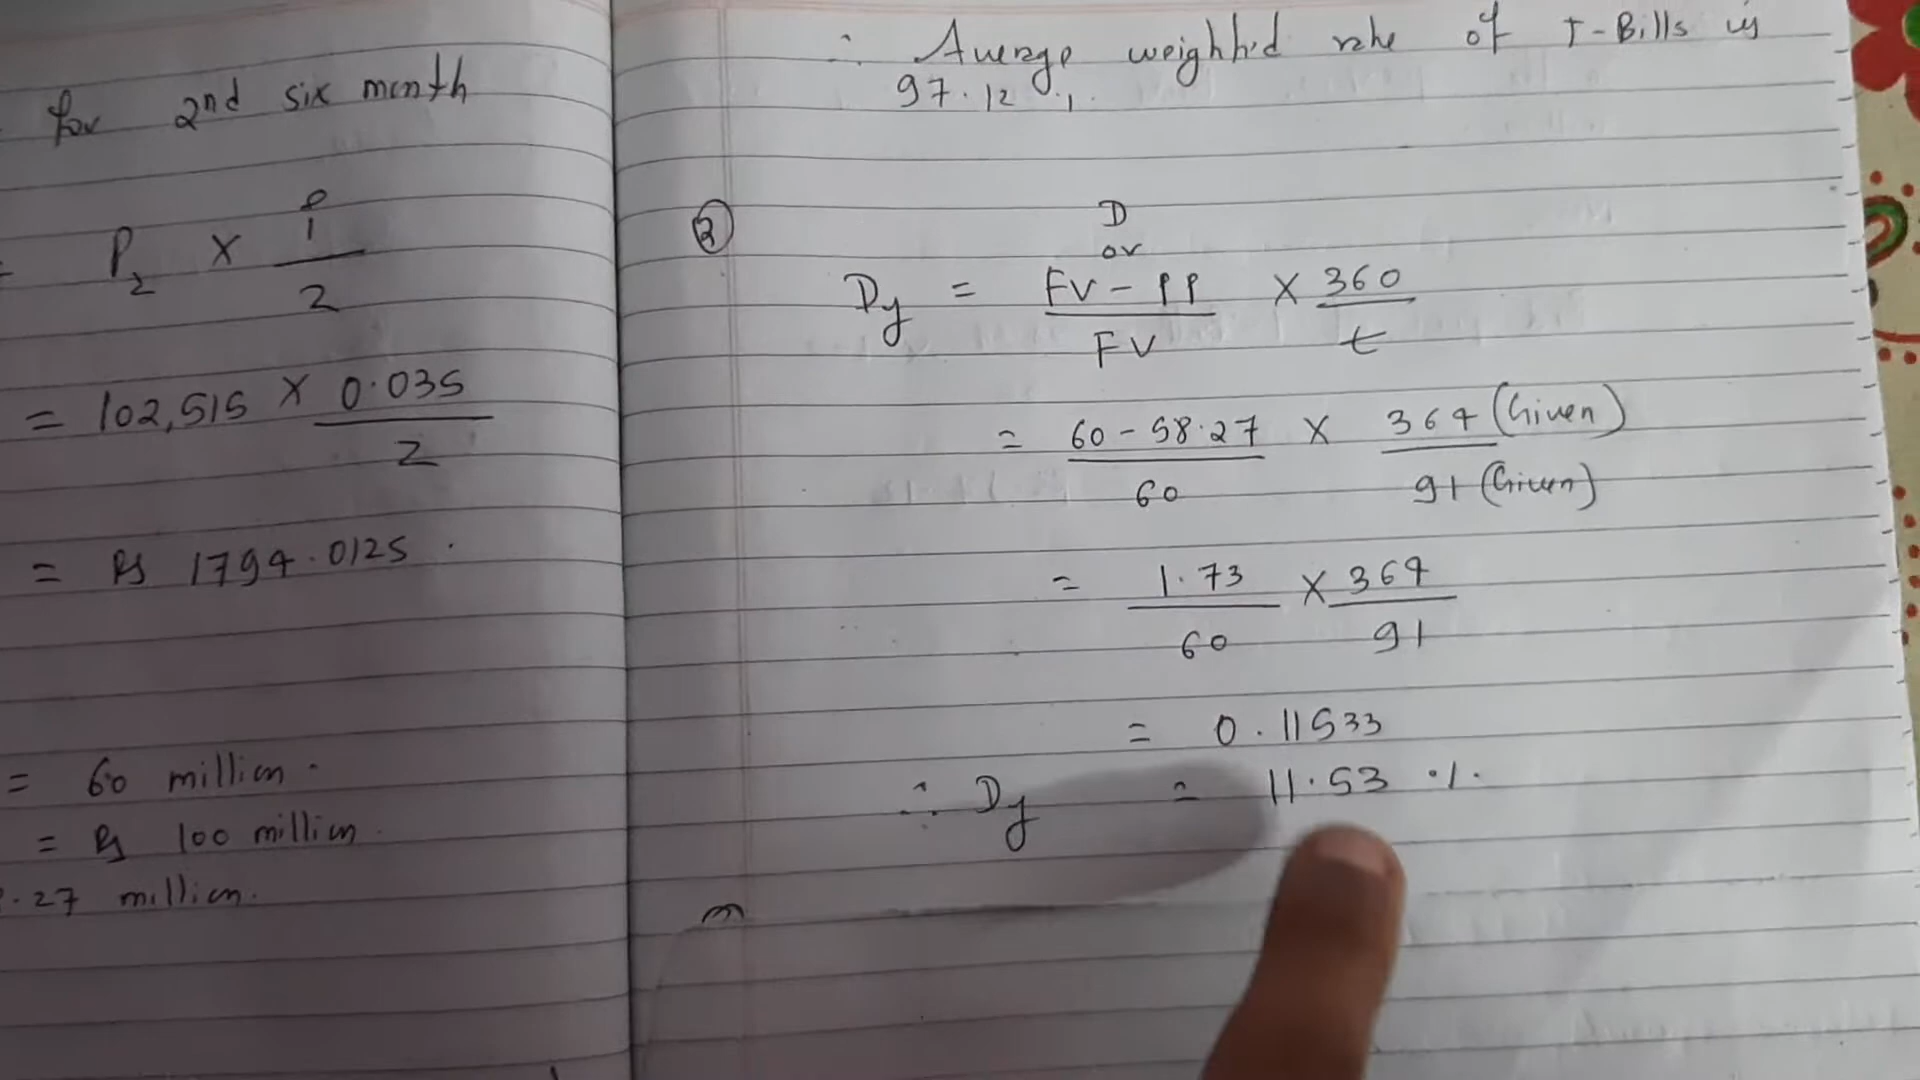 for 2nd six month
P₂ × i
2
= 102,515 × 0.035
2
= Rs 1794.0125.
= 60 million.
= Rs 100 million.
.27 million.
∴ Average weighted rate of T-Bills is
97.12 %.
②
D
or
Dy = FV - PP × 360
FV t
= 60 - 58.27 × 364 (Given)
60 91 (Given)
= 1.73 × 364
60 91
= 0.11533
∴ Dy = 11.53 %.